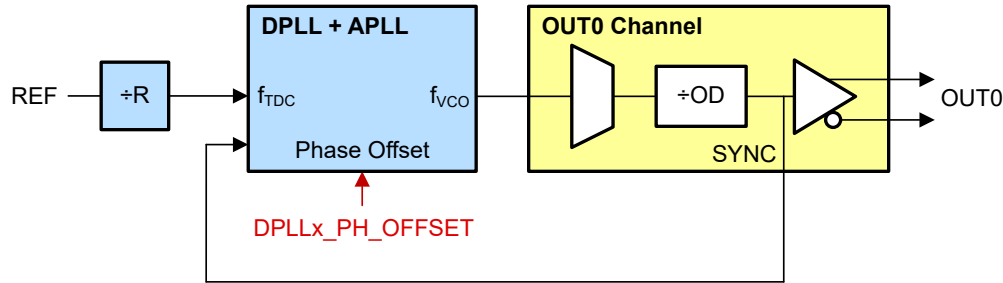 DPLL + APLL
OUT0 Channel
REF
÷R
fTDC
fVCO
÷OD
OUT0
Phase Offset
SYNC
DPLLx_PH_OFFSET